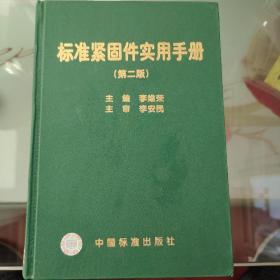 标准紧固件实用手册
(第二版)
主 编 李维荣
主 审 李安民
中国标准出版社